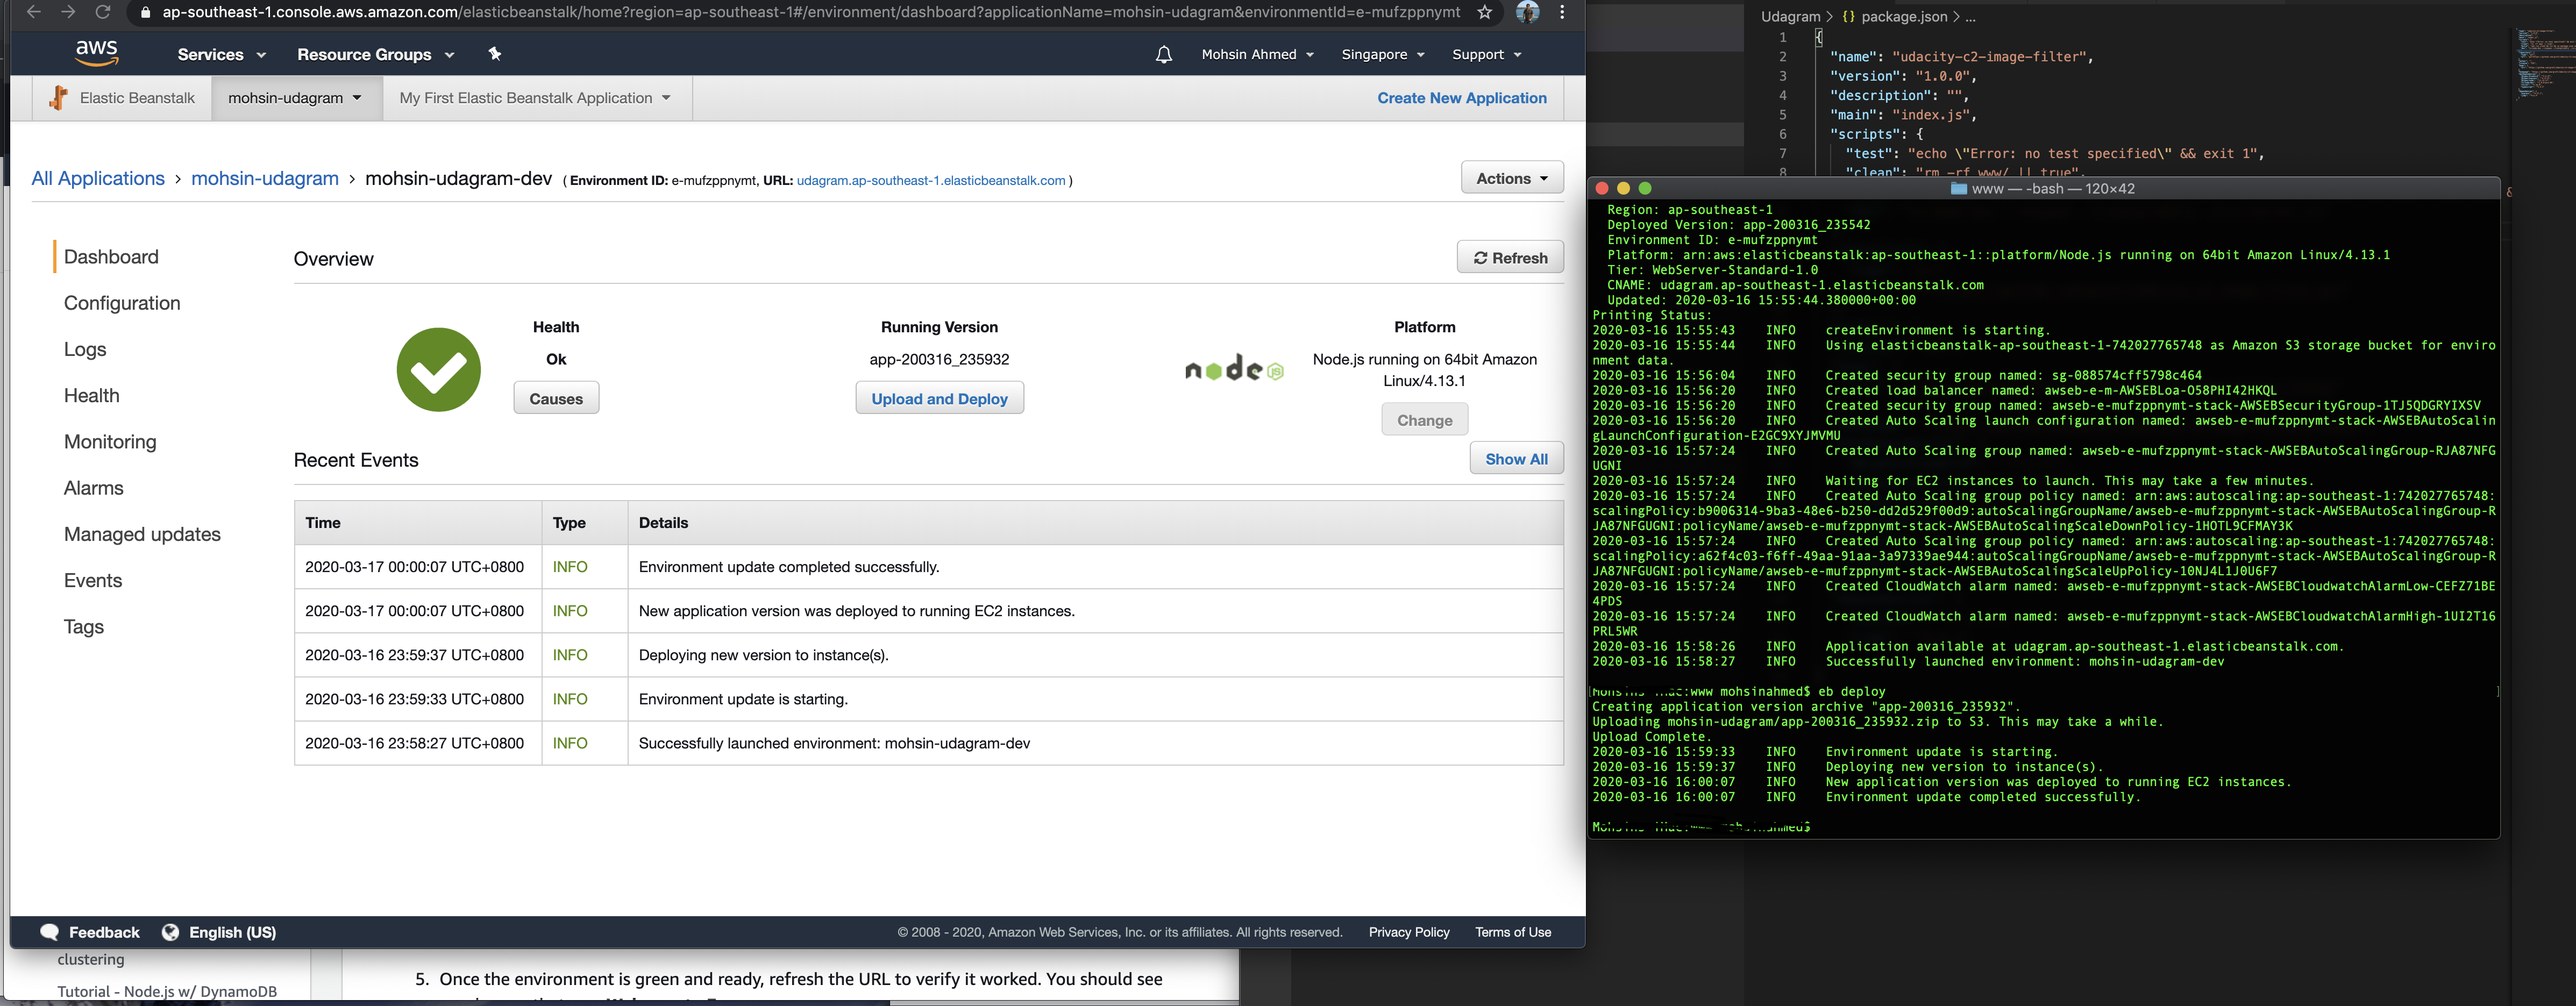 ap-southeast-1.console.aws.amazon.com/elasticbeanstalk/home?region=ap-southeast-1#/environment/dashboard?applicationName=mohsin-udagram&environmentId=e-mufzppnymt
aws Services Resource Groups Mohsin Ahmed Singapore Support
Elastic Beanstalk mohsin-udagram My First Elastic Beanstalk Application Create New Application
All Applications › mohsin-udagram › mohsin-udagram-dev ( Environment ID: e-mufzppnymt, URL: udagram.ap-southeast-1.elasticbeanstalk.com )
Actions
Dashboard
Configuration
Logs
Health
Monitoring
Alarms
Managed updates
Events
Tags
Overview
Refresh
Health
Ok
Causes
Running Version
app-200316_235932
Upload and Deploy
node JS
Platform
Node.js running on 64bit Amazon
Linux/4.13.1
Change
Recent Events
Show All
Time Type Details
2020-03-17 00:00:07 UTC+0800 INFO Environment update completed successfully.
2020-03-17 00:00:07 UTC+0800 INFO New application version was deployed to running EC2 instances.
2020-03-16 23:59:37 UTC+0800 INFO Deploying new version to instance(s).
2020-03-16 23:59:33 UTC+0800 INFO Environment update is starting.
2020-03-16 23:58:27 UTC+0800 INFO Successfully launched environment: mohsin-udagram-dev
Feedback English (US) © 2008 - 2020, Amazon Web Services, Inc. or its affiliates. All rights reserved. Privacy Policy Terms of Use
clustering
Tutorial - Node.js w/ DynamoDB
5. Once the environment is green and ready, refresh the URL to verify it worked. You should see
Udagram > {} package.json > ...
1 {
2 "name": "udacity-c2-image-filter",
3 "version": "1.0.0",
4 "description": "",
5 "main": "index.js",
6 "scripts": {
7 "test": "echo \"Error: no test specified\" && exit 1",
8 "clean": "rm -rf www/ || true",
www — -bash — 120×42
Region: ap-southeast-1
Deployed Version: app-200316_235542
Environment ID: e-mufzppnymt
Platform: arn:aws:elasticbeanstalk:ap-southeast-1::platform/Node.js running on 64bit Amazon Linux/4.13.1
Tier: WebServer-Standard-1.0
CNAME: udagram.ap-southeast-1.elasticbeanstalk.com
Updated: 2020-03-16 15:55:44.380000+00:00
Printing Status:
2020-03-16 15:55:43 INFO createEnvironment is starting.
2020-03-16 15:55:44 INFO Using elasticbeanstalk-ap-southeast-1-742027765748 as Amazon S3 storage bucket for enviro
nment data.
2020-03-16 15:56:04 INFO Created security group named: sg-088574cff5798c464
2020-03-16 15:56:20 INFO Created load balancer named: awseb-e-m-AWSEBLoa-O58PHI42HKQL
2020-03-16 15:56:20 INFO Created security group named: awseb-e-mufzppnymt-stack-AWSEBSecurityGroup-1TJ5QDGRYIXSV
2020-03-16 15:56:20 INFO Created Auto Scaling launch configuration named: awseb-e-mufzppnymt-stack-AWSEBAutoScalin
gLaunchConfiguration-E2GC9XYJMVMU
2020-03-16 15:57:24 INFO Created Auto Scaling group named: awseb-e-mufzppnymt-stack-AWSEBAutoScalingGroup-RJA87NFG
UGNI
2020-03-16 15:57:24 INFO Waiting for EC2 instances to launch. This may take a few minutes.
2020-03-16 15:57:24 INFO Created Auto Scaling group policy named: arn:aws:autoscaling:ap-southeast-1:742027765748:
scalingPolicy:b9006314-9ba3-48e6-b250-dd2d529f00d9:autoScalingGroupName/awseb-e-mufzppnymt-stack-AWSEBAutoScalingGroup-R
JA87NFGUGNI:policyName/awseb-e-mufzppnymt-stack-AWSEBAutoScalingScaleDownPolicy-1HOTL9CFMAY3K
2020-03-16 15:57:24 INFO Created Auto Scaling group policy named: arn:aws:autoscaling:ap-southeast-1:742027765748:
scalingPolicy:a62f4c03-f6ff-49aa-91aa-3a97339ae944:autoScalingGroupName/awseb-e-mufzppnymt-stack-AWSEBAutoScalingGroup-R
JA87NFGUGNI:policyName/awseb-e-mufzppnymt-stack-AWSEBAutoScalingScaleUpPolicy-10NJ4L1J0U6F7
2020-03-16 15:57:24 INFO Created CloudWatch alarm named: awseb-e-mufzppnymt-stack-AWSEBCloudwatchAlarmLow-CEFZ71BE
4PDS
2020-03-16 15:57:24 INFO Created CloudWatch alarm named: awseb-e-mufzppnymt-stack-AWSEBCloudwatchAlarmHigh-1UI2T16
PRL5WR
2020-03-16 15:58:26 INFO Application available at udagram.ap-southeast-1.elasticbeanstalk.com.
2020-03-16 15:58:27 INFO Successfully launched environment: mohsin-udagram-dev
:www mohsinahmed$ eb deploy
Creating application version archive "app-200316_235932".
Uploading mohsin-udagram/app-200316_235932.zip to S3. This may take a while.
Upload Complete.
2020-03-16 15:59:33 INFO Environment update is starting.
2020-03-16 15:59:37 INFO Deploying new version to instance(s).
2020-03-16 16:00:07 INFO New application version was deployed to running EC2 instances.
2020-03-16 16:00:07 INFO Environment update completed successfully.